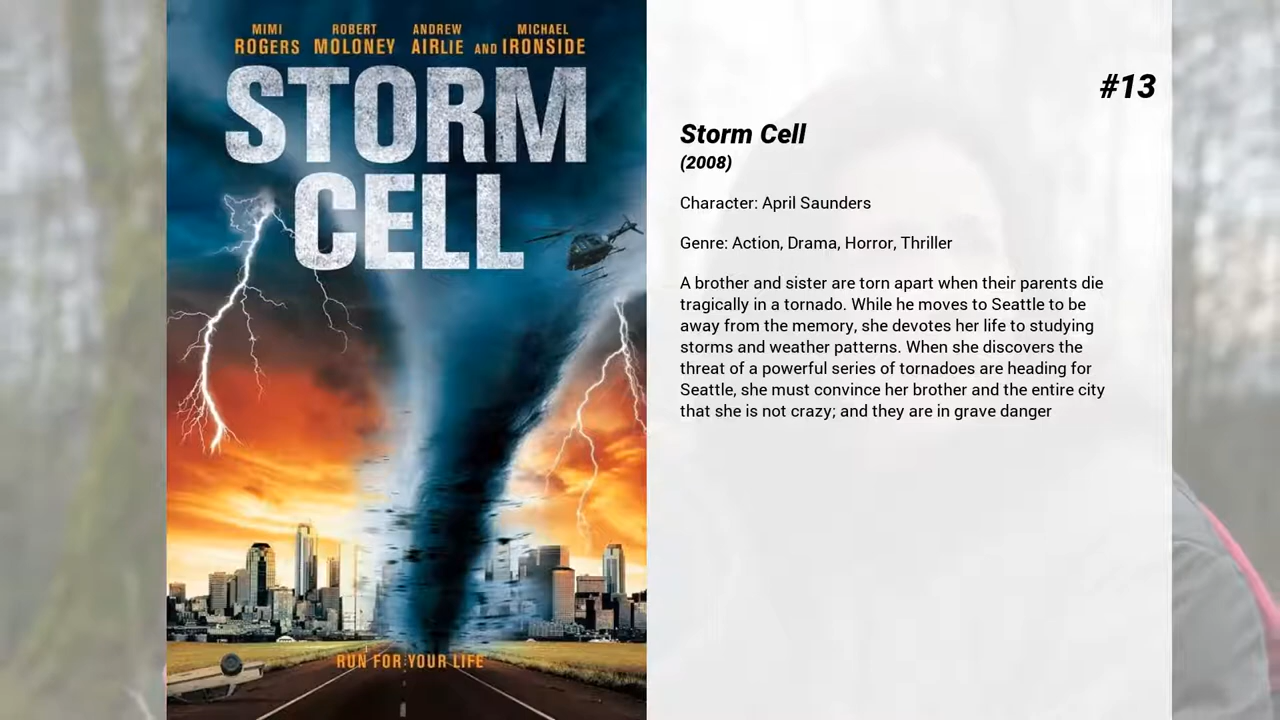 MIMI ROGERS ROBERT MOLONEY ANDREW AIRLIE AND MICHAEL IRONSIDE
STORM
CELL
RUN FOR YOUR LIFE
#13
Storm Cell
(2008)
Character: April Saunders
Genre: Action, Drama, Horror, Thriller
A brother and sister are torn apart when their parents die
tragically in a tornado. While he moves to Seattle to be
away from the memory, she devotes her life to studying
storms and weather patterns. When she discovers the
threat of a powerful series of tornadoes are heading for
Seattle, she must convince her brother and the entire city
that she is not crazy; and they are in grave danger